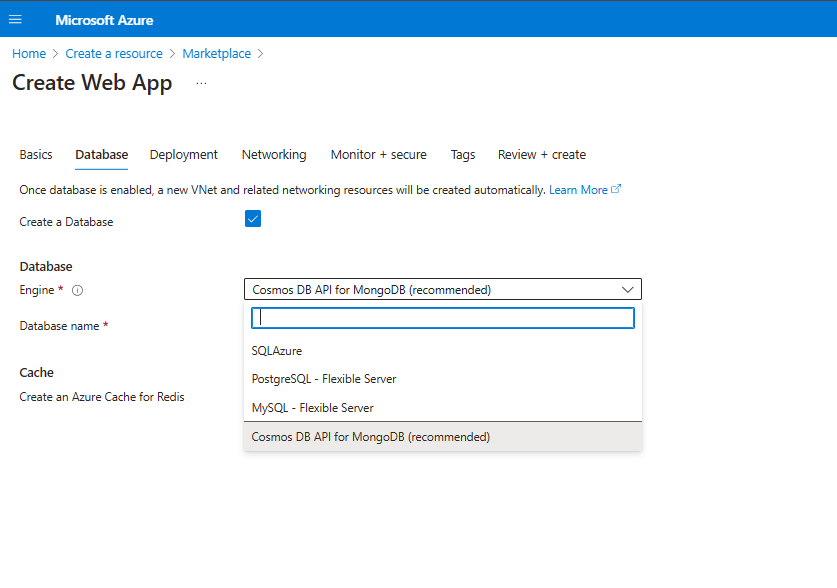 Microsoft Azure
Home > Create a resource > Marketplace >
Create Web App ...
Basics Database Deployment Networking Monitor + secure Tags Review + create
Once database is enabled, a new VNet and related networking resources will be created automatically. Learn More
Create a Database
Database
Engine * Cosmos DB API for MongoDB (recommended)
Database name *
SQLAzure
PostgreSQL - Flexible Server
MySQL - Flexible Server
Cosmos DB API for MongoDB (recommended)
Cache
Create an Azure Cache for Redis